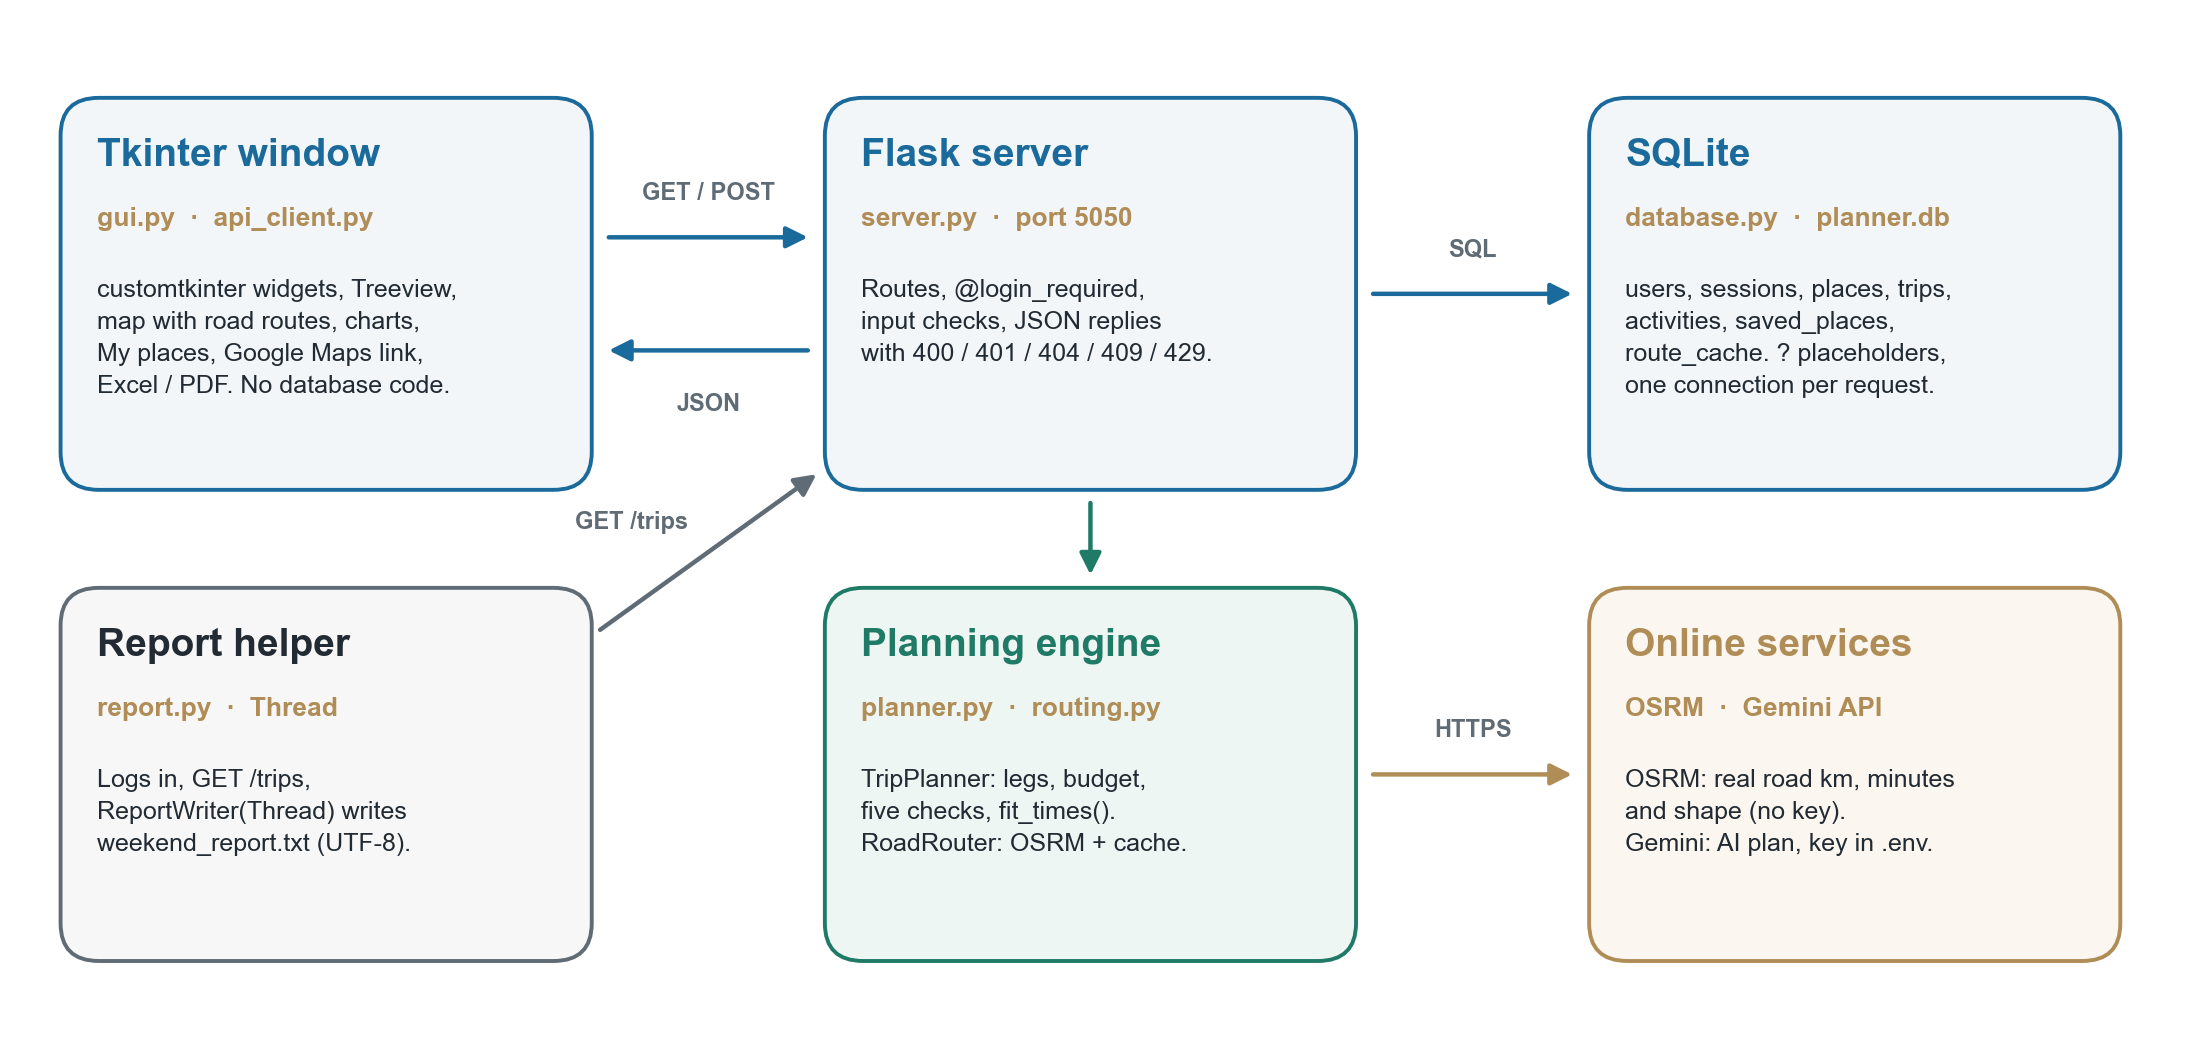 Tkinter window
gui.py · api_client.py
customtkinter widgets, Treeview,
map with road routes, charts,
My places, Google Maps link,
Excel / PDF. No database code.
GET / POST
JSON
Flask server
server.py · port 5050
Routes, @login_required,
input checks, JSON replies
with 400 / 401 / 404 / 409 / 429.
SQL
SQLite
database.py · planner.db
users, sessions, places, trips,
activities, saved_places,
route_cache. ? placeholders,
one connection per request.
GET /trips
Report helper
report.py · Thread
Logs in, GET /trips,
ReportWriter(Thread) writes
weekend_report.txt (UTF-8).
Planning engine
planner.py · routing.py
TripPlanner: legs, budget,
five checks, fit_times().
RoadRouter: OSRM + cache.
HTTPS
Online services
OSRM · Gemini API
OSRM: real road km, minutes
and shape (no key).
Gemini: AI plan, key in .env.